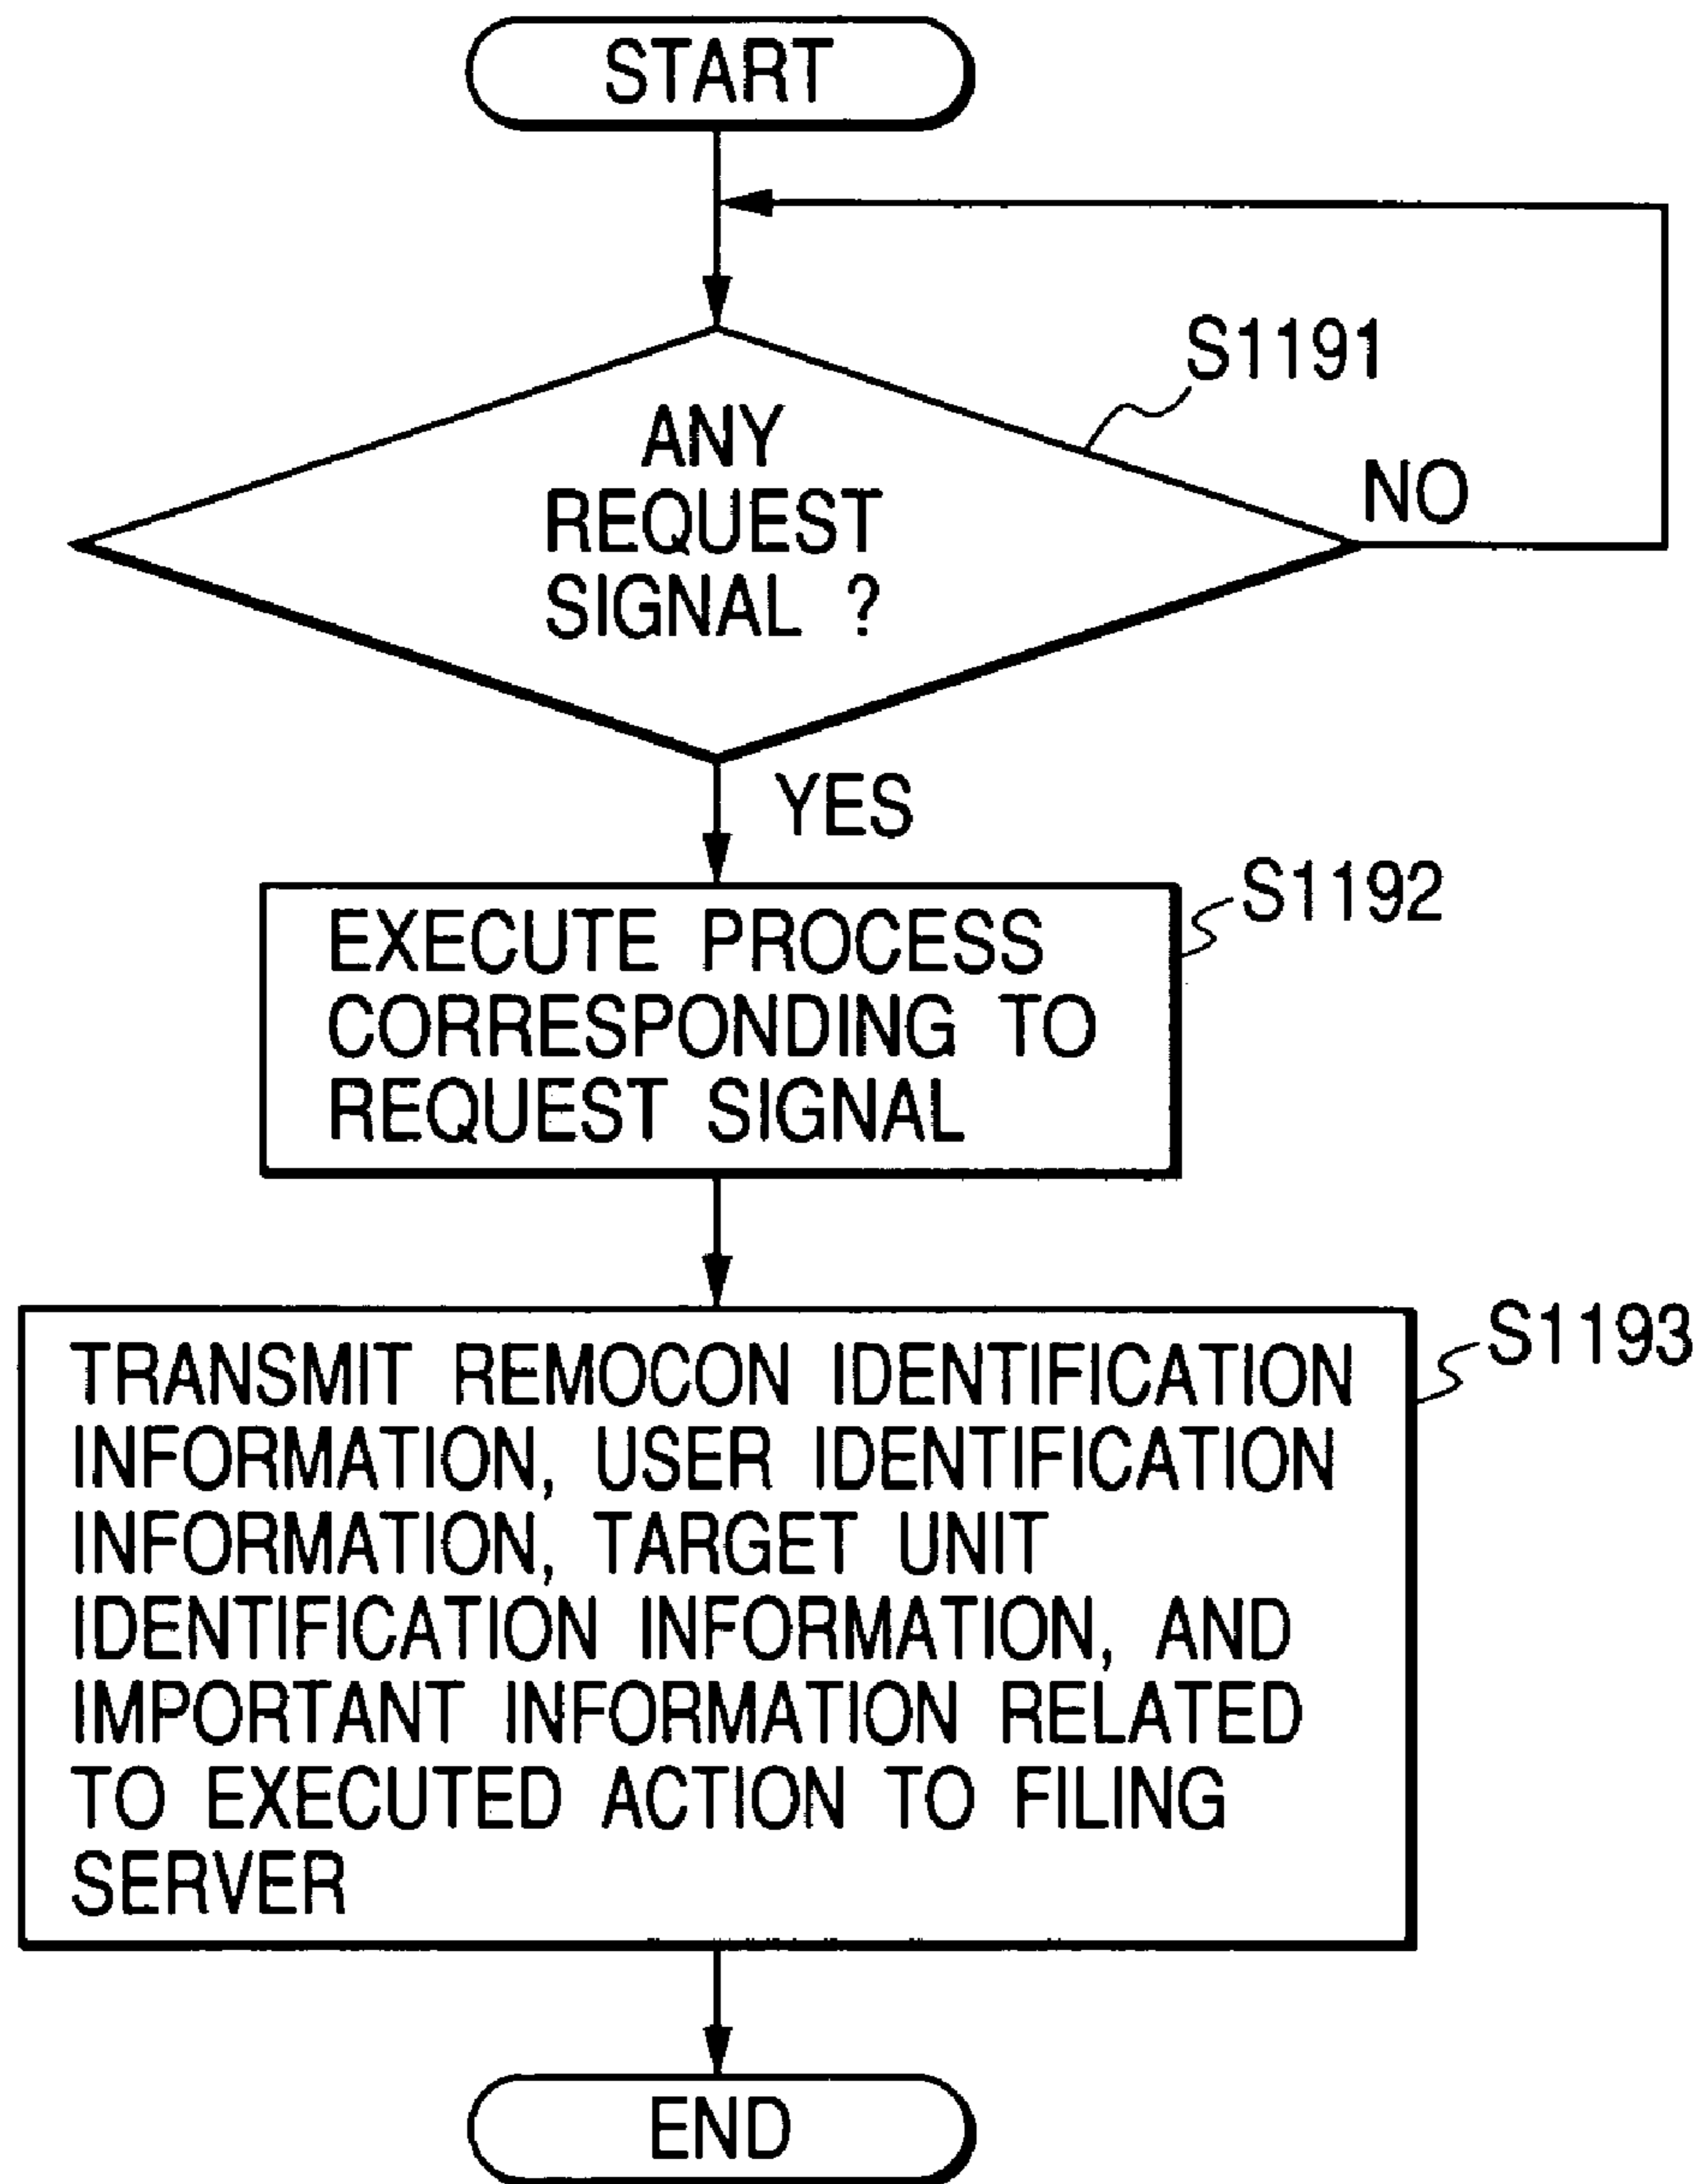 START
S1191
ANY
REQUEST
SIGNAL ?
NO
YES
S1192
EXECUTE PROCESS
CORRESPONDING TO
REQUEST SIGNAL
S1193
TRANSMIT REMOCON IDENTIFICATION
INFORMATION, USER IDENTIFICATION
INFORMATION, TARGET UNIT
IDENTIFICATION INFORMATION, AND
IMPORTANT INFORMATION RELATED
TO EXECUTED ACTION TO FILING
SERVER
END